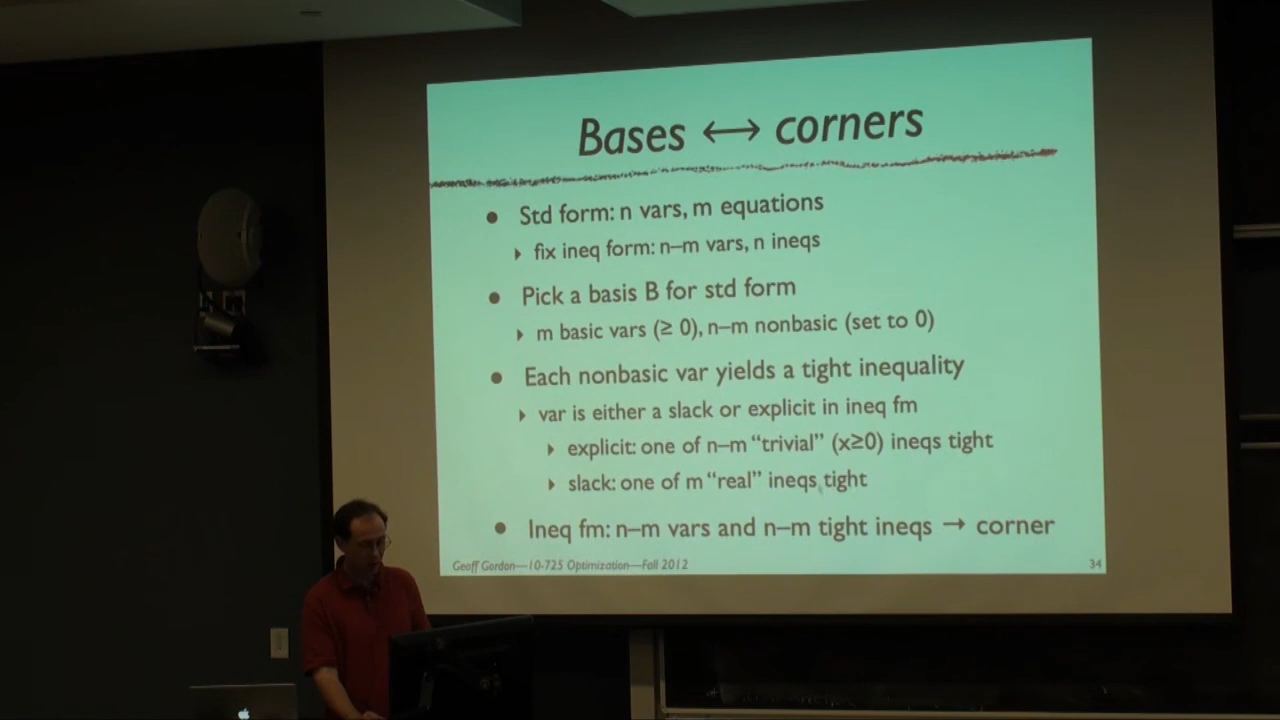 Bases ↔ corners
• Std form: n vars, m equations
‣ fix ineq form: n–m vars, n ineqs
• Pick a basis B for std form
‣ m basic vars (≥ 0), n–m nonbasic (set to 0)
• Each nonbasic var yields a tight inequality
‣ var is either a slack or explicit in ineq fm
‣ explicit: one of n–m “trivial” (x≥0) ineqs tight
‣ slack: one of m “real” ineqs tight
• Ineq fm: n–m vars and n–m tight ineqs → corner
Geoff Gordon—10-725 Optimization—Fall 2012
34